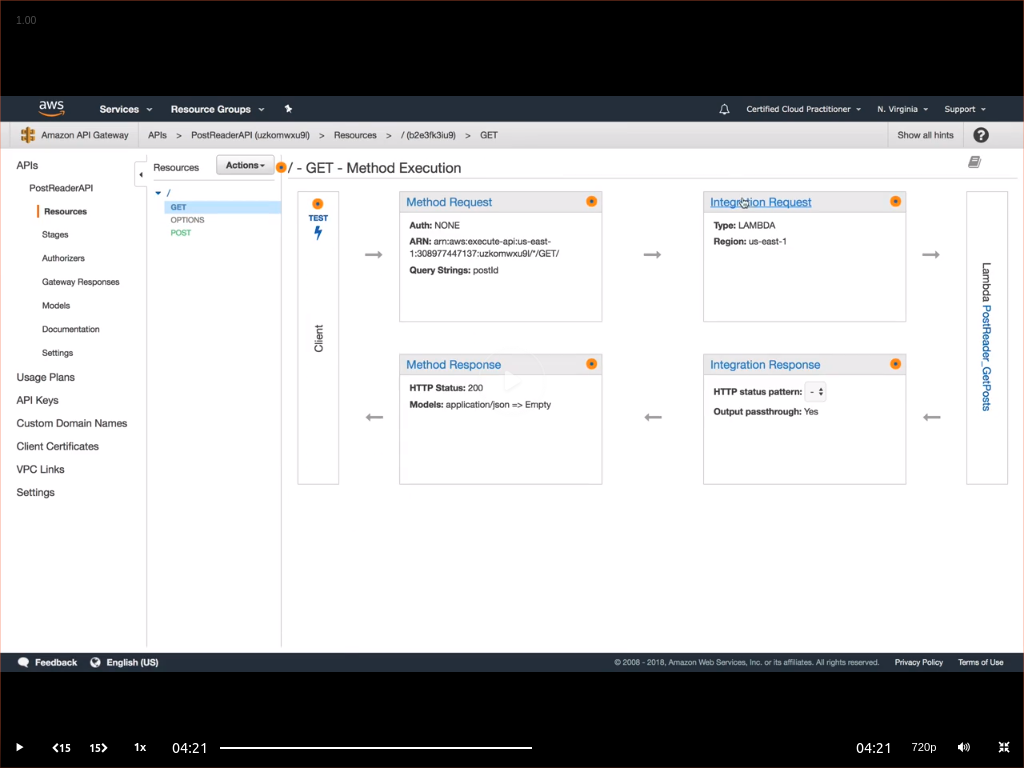 1.00
aws
Services
Resource Groups
Certified Cloud Practitioner
N. Virginia
Support
Amazon API Gateway
APIs > PostReaderAPI (uzkomwxu9l) > Resources > / (b2e3fk3iu9) > GET
Show all hints
?
APIs
PostReaderAPI
Resources
Stages
Authorizers
Gateway Responses
Models
Documentation
Settings
Usage Plans
API Keys
Custom Domain Names
Client Certificates
VPC Links
Settings
Resources
Actions
/
GET
OPTIONS
POST
/ - GET - Method Execution
TEST
Client
Method Request
Auth: NONE
ARN: arn:aws:execute-api:us-east-
1:308977447137:uzkomwxu9l/*/GET/
Query Strings: postId
Integration Request
Type: LAMBDA
Region: us-east-1
Lambda PostReader_GetPosts
Method Response
HTTP Status: 200
Models: application/json => Empty
Integration Response
HTTP status pattern: -
Output passthrough: Yes
Feedback
English (US)
© 2008 - 2018, Amazon Web Services, Inc. or its affiliates. All rights reserved.
Privacy Policy
Terms of Use
15
15
1x
04:21
04:21
720p